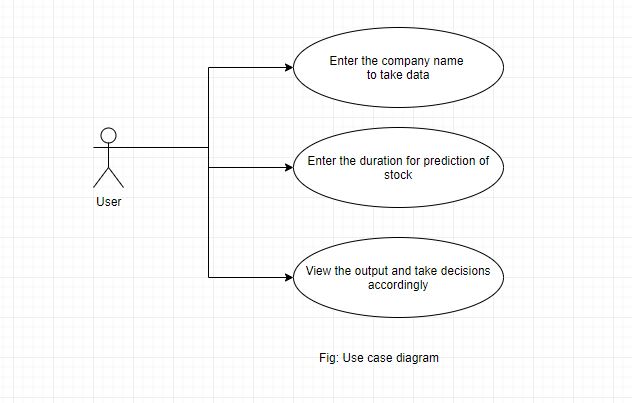 Enter the company name
to take data
Enter the duration for prediction of
stock
User
View the output and take decisions
accordingly
Fig: Use case diagram